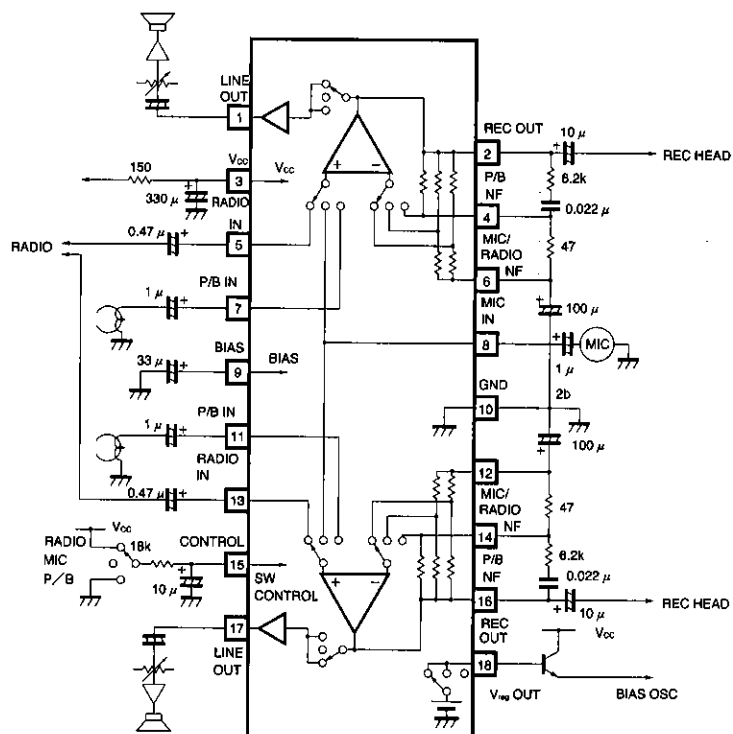 LINE
OUT
1
REC OUT
10 μ
+
2
REC HEAD
150
VCC
3
VCC
+
330 μ
RADIO
IN
P/B
NF
4
6.2k
0.022 μ
+ −
RADIO
0.47 μ
+
5
MIC/
RADIO
NF
6
47
1 μ
+
P/B IN
7
MIC
IN
+
100 μ
8
+
MIC
1 μ
33 μ
+
BIAS
9
BIAS
GND
10
2b
1 μ
+
P/B IN
11
+
100 μ
RADIO
IN
12
0.47 μ
+
13
MIC/
RADIO
NF
47
14
VCC
RADIO
MIC
P/B
18k
CONTROL
15
+
10 μ
SW
CONTROL
+ −
P/B
NF
6.2k
0.022 μ
16
+
10 μ
REC HEAD
REC
OUT
17
LINE
OUT
18
Vreg OUT
VCC
BIAS OSC